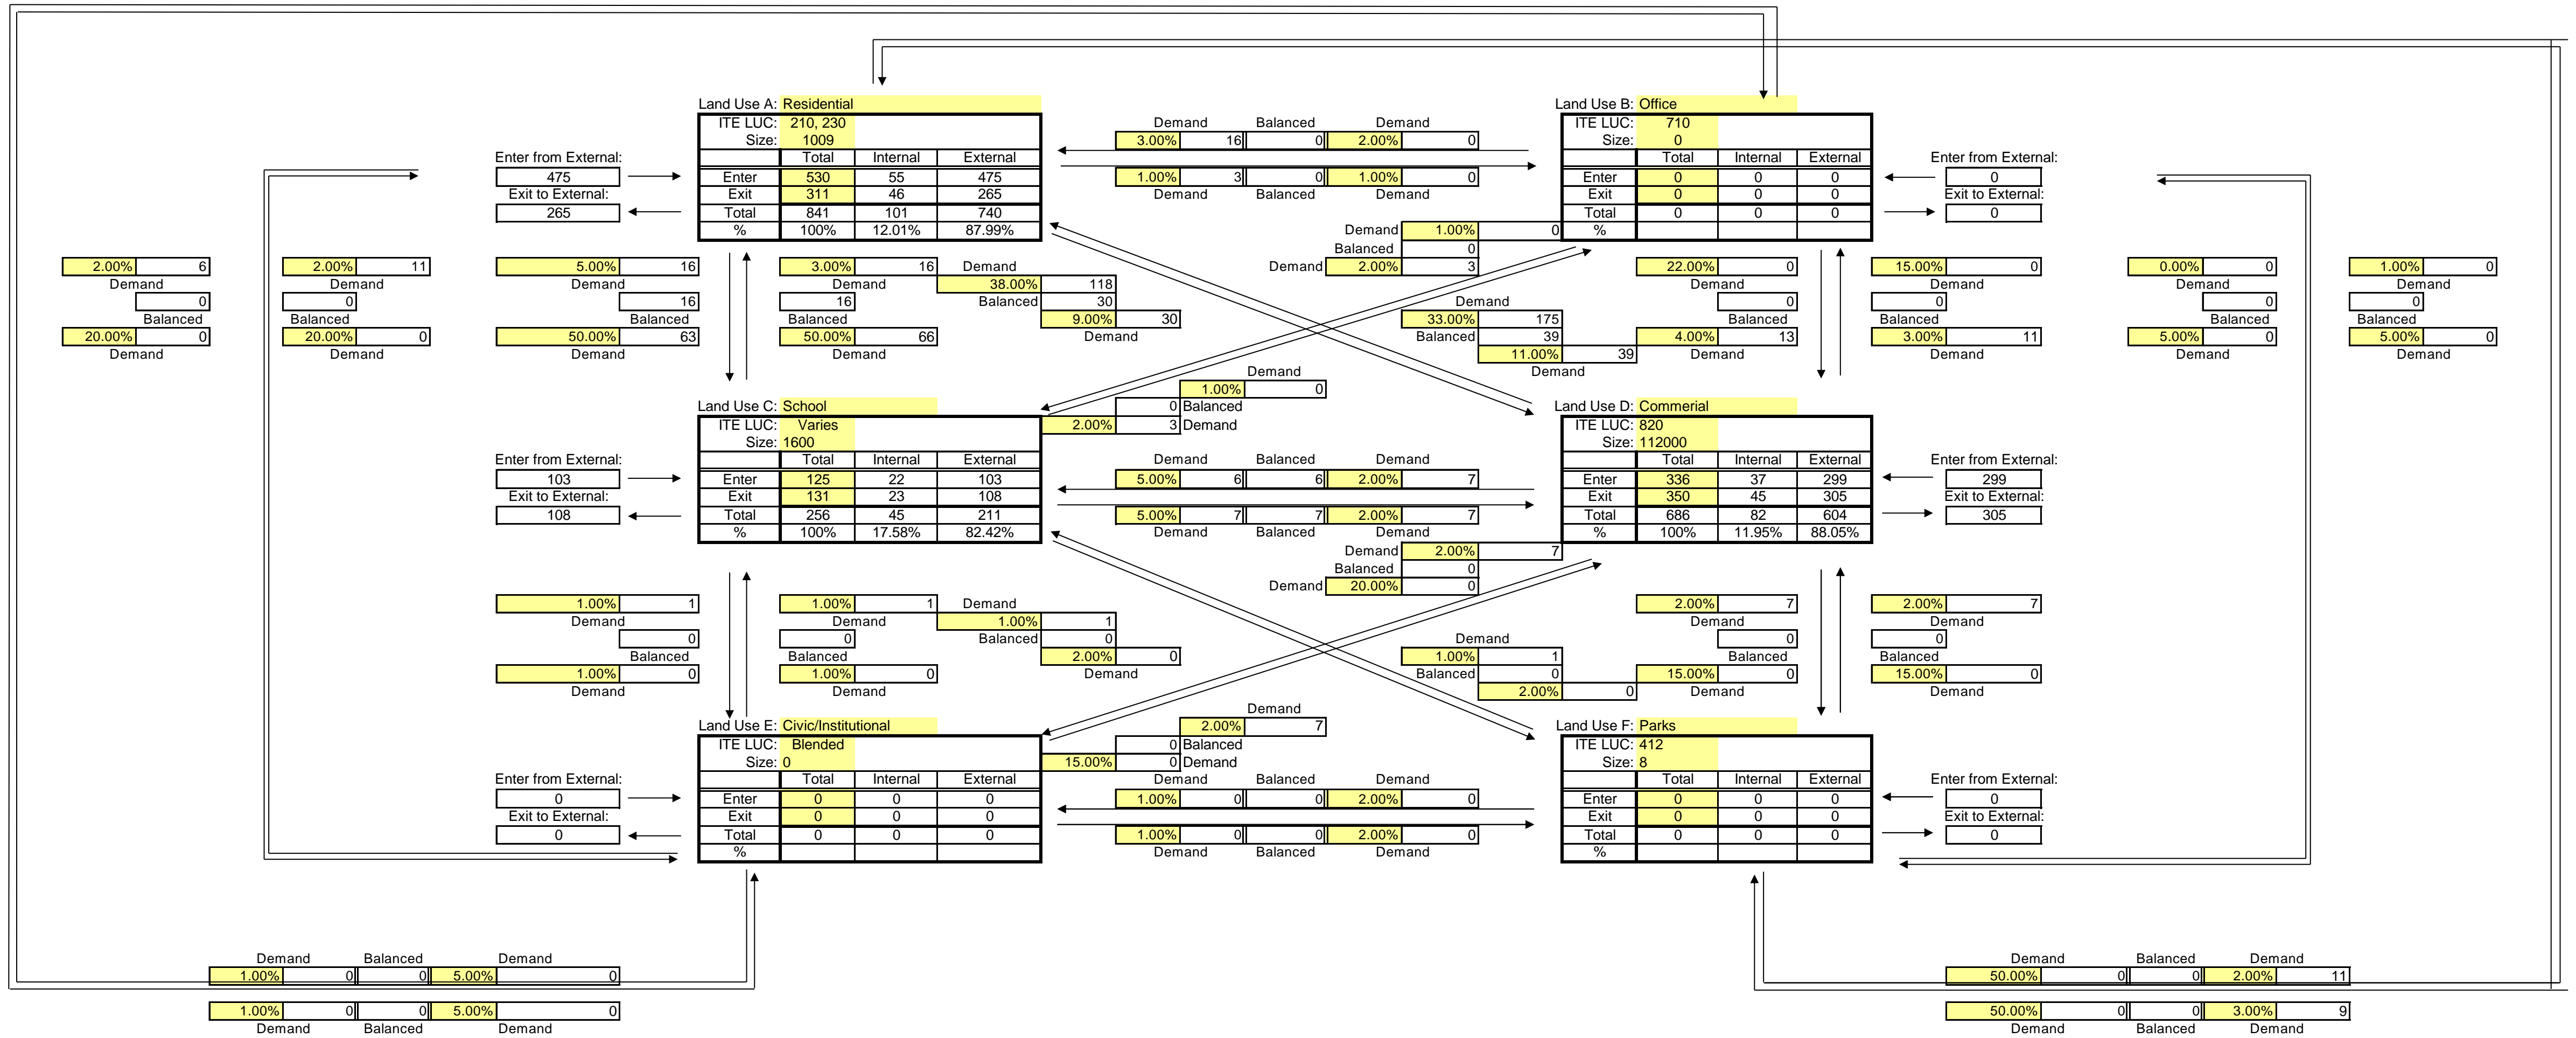 Land Use A: Residential Land Use B: Office
ITE LUC: 210, 230 Demand Balanced Demand ITE LUC: 710
Size: 1009 3.00% 16 0 2.00% 0 Size: 0
Enter from External: Total Internal External Total Internal External Enter from External:
475 Enter 530 55 475 1.00% 3 0 1.00% 0 Enter 0 0 0 0
Exit to External: Exit 311 46 265 Demand Balanced Demand Exit 0 0 0 Exit to External:
265 Total 841 101 740 Total 0 0 0 0
% 100% 12.01% 87.99% Demand 1.00% 0 %
Balanced 0
2.00% 6 2.00% 11 5.00% 16 3.00% 16 Demand Demand 2.00% 3 22.00% 0 15.00% 0 0.00% 0 1.00% 0
Demand Demand Demand Demand 38.00% 118 Demand Demand Demand Demand
0 0 16 16 Balanced 30 Demand 0 0 0 0
Balanced Balanced Balanced Balanced 9.00% 30 33.00% 175 Balanced Balanced Balanced Balanced
20.00% 0 20.00% 0 50.00% 63 50.00% 66 Demand Balanced 39 4.00% 13 3.00% 11 5.00% 0 5.00% 0
Demand Demand Demand Demand 11.00% 39 Demand Demand Demand Demand
Demand Demand
1.00% 0
Land Use C: School 0 Balanced Land Use D: Commerial
ITE LUC: Varies 2.00% 3 Demand ITE LUC: 820
Size: 1600 Size: 112000
Enter from External: Total Internal External Demand Balanced Demand Total Internal External Enter from External:
103 Enter 125 22 103 5.00% 6 6 2.00% 7 Enter 336 37 299 299
Exit to External: Exit 131 23 108 Exit 350 45 305 Exit to External:
108 Total 256 45 211 5.00% 7 7 2.00% 7 Total 686 82 604 305
% 100% 17.58% 82.42% Demand Balanced Demand % 100% 11.95% 88.05%
Demand 2.00% 7
Balanced 0
Demand 20.00% 0
1.00% 1 1.00% 1 Demand 2.00% 7 2.00% 7
Demand Demand 1.00% 1 Demand Demand
0 0 Balanced 0 Demand 0 0
Balanced Balanced 2.00% 0 1.00% 1 Balanced Balanced
1.00% 0 1.00% 0 Demand Balanced 0 15.00% 0 15.00% 0
Demand Demand 2.00% 0 Demand Demand
Demand
Land Use E: Civic/Institutional 2.00% 7 Land Use F: Parks
ITE LUC: Blended 0 Balanced ITE LUC: 412
Size: 0 15.00% 0 Demand Size: 8
Enter from External: Total Internal External Demand Balanced Demand Total Internal External Enter from External:
0 Enter 0 0 0 1.00% 0 0 2.00% 0 Enter 0 0 0 0
Exit to External: Exit 0 0 0 Exit 0 0 0 Exit to External:
0 Total 0 0 0 1.00% 0 0 2.00% 0 Total 0 0 0 0
% Demand Balanced Demand %
Demand Balanced Demand Demand Balanced Demand
1.00% 0 0 5.00% 0 50.00% 0 0 2.00% 11
1.00% 0 0 5.00% 0 50.00% 0 0 3.00% 9
Demand Balanced Demand Demand Balanced Demand